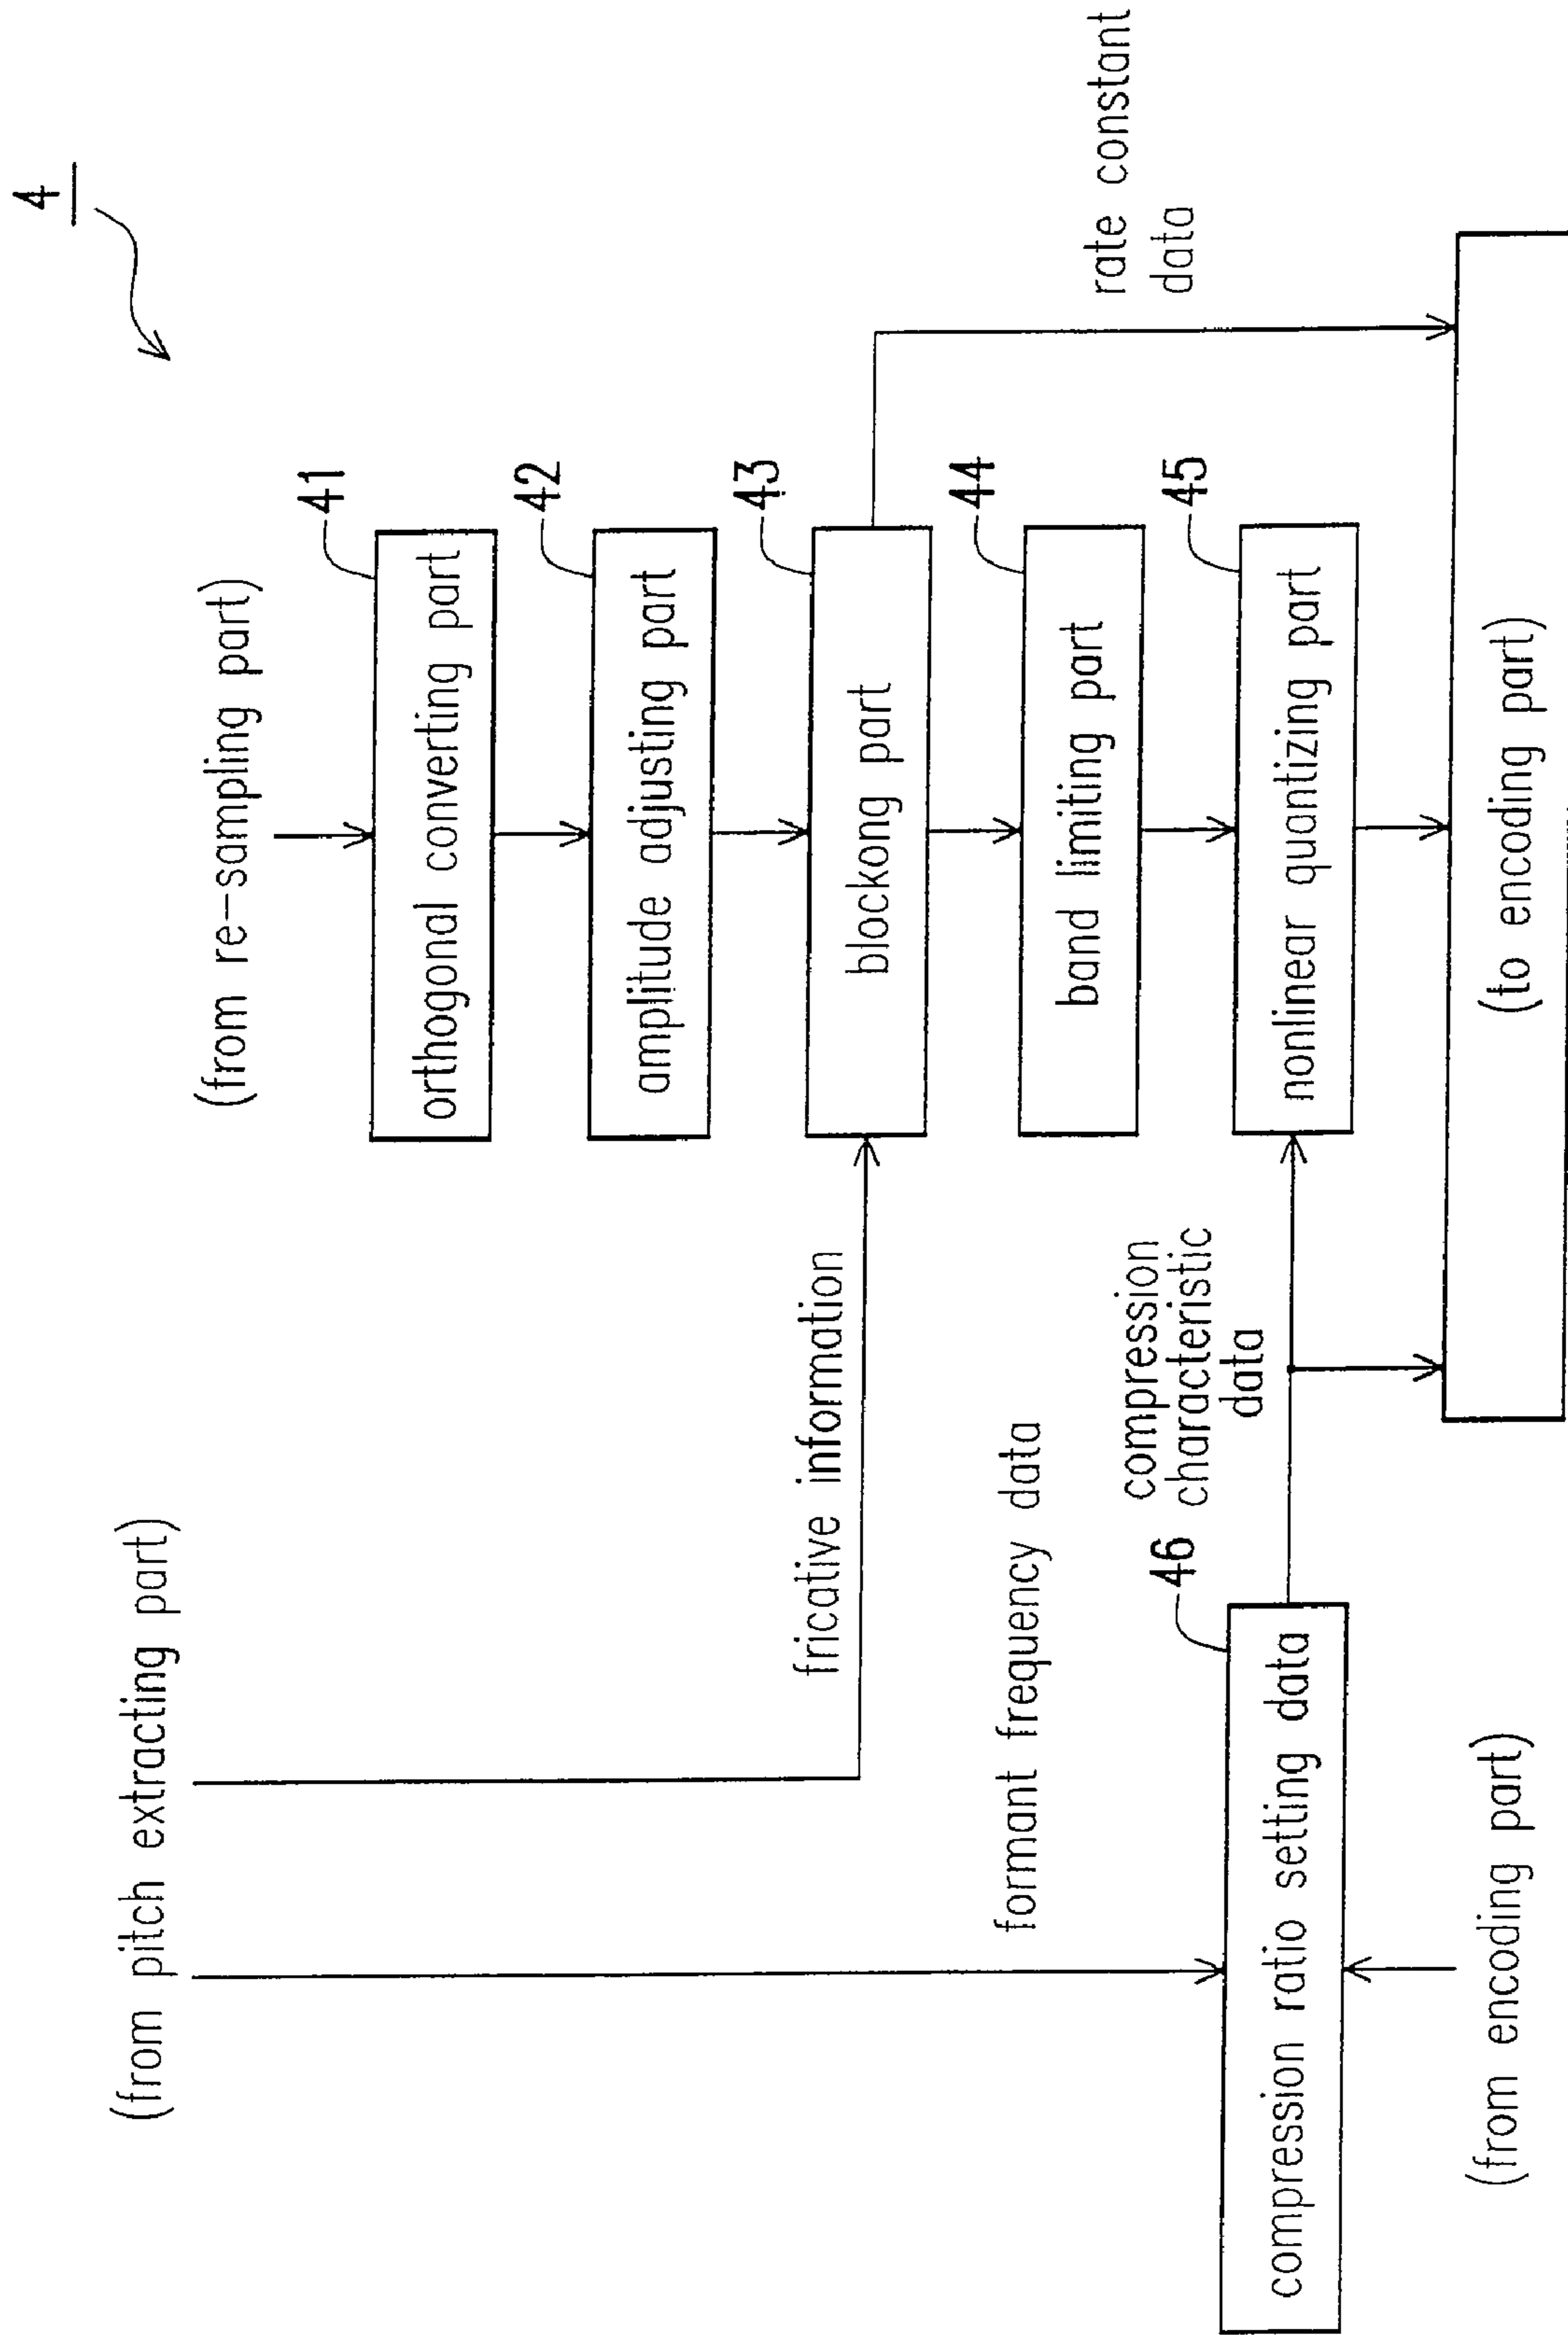 4
(from re-sampling part)
(from pitch extracting part)
41
orthogonal converting part
42
amplitude adjusting part
43
blockong part
fricative information
44
band limiting part
formant frequency data
rate constant
data
45
nonlinear quantizing part
compression
characteristic
data
46
compression ratio setting data
(to encoding part)
(from encoding part)